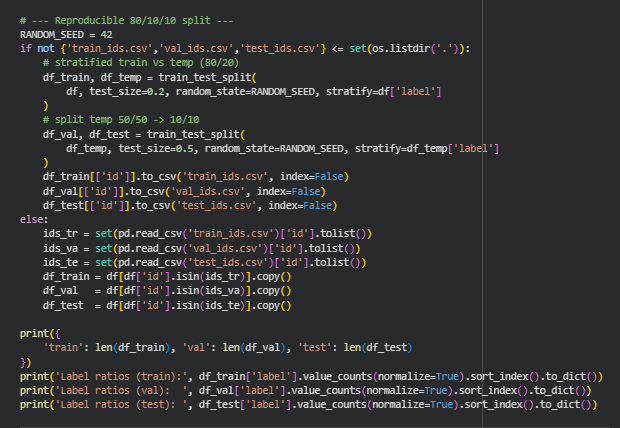 # --- Reproducible 80/10/10 split ---
RANDOM_SEED = 42
if not {'train_ids.csv','val_ids.csv','test_ids.csv'} <= set(os.listdir('.')):
    # stratified train vs temp (80/20)
    df_train, df_temp = train_test_split(
        df, test_size=0.2, random_state=RANDOM_SEED, stratify=df['label']
    )
    # split temp 50/50 -> 10/10
    df_val, df_test = train_test_split(
        df_temp, test_size=0.5, random_state=RANDOM_SEED, stratify=df_temp['label']
    )
    df_train[['id']].to_csv('train_ids.csv', index=False)
    df_val[['id']].to_csv('val_ids.csv', index=False)
    df_test[['id']].to_csv('test_ids.csv', index=False)
else:
    ids_tr = set(pd.read_csv('train_ids.csv')['id'].tolist())
    ids_va = set(pd.read_csv('val_ids.csv')['id'].tolist())
    ids_te = set(pd.read_csv('test_ids.csv')['id'].tolist())
    df_train = df[df['id'].isin(ids_tr)].copy()
    df_val   = df[df['id'].isin(ids_va)].copy()
    df_test  = df[df['id'].isin(ids_te)].copy()

print({
    'train': len(df_train), 'val': len(df_val), 'test': len(df_test)
})
print('Label ratios (train):', df_train['label'].value_counts(normalize=True).sort_index().to_dict())
print('Label ratios (val):  ', df_val['label'].value_counts(normalize=True).sort_index().to_dict())
print('Label ratios (test): ', df_test['label'].value_counts(normalize=True).sort_index().to_dict())